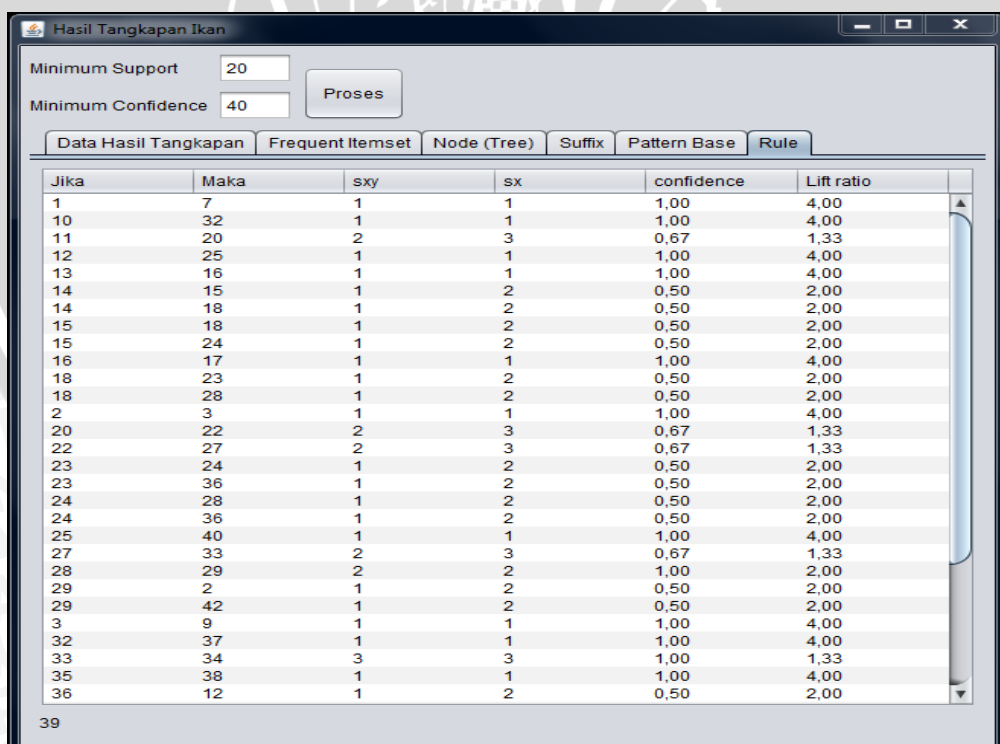 Hasil Tangkapan Ikan
Minimum Support 20
Minimum Confidence 40
Proses
Data Hasil Tangkapan Frequent Itemset Node (Tree) Suffix Pattern Base Rule
Jika Maka sxy sx confidence Lift ratio
1 7 1 1 1,00 4,00
10 32 1 1 1,00 4,00
11 20 2 3 0,67 1,33
12 25 1 1 1,00 4,00
13 16 1 1 1,00 4,00
14 15 1 2 0,50 2,00
14 18 1 2 0,50 2,00
15 18 1 2 0,50 2,00
15 24 1 2 0,50 2,00
16 17 1 1 1,00 4,00
18 23 1 2 0,50 2,00
18 28 1 2 0,50 2,00
2 3 1 1 1,00 4,00
20 22 2 3 0,67 1,33
22 27 2 3 0,67 1,33
23 24 1 2 0,50 2,00
23 36 1 2 0,50 2,00
24 28 1 2 0,50 2,00
24 36 1 2 0,50 2,00
25 40 1 1 1,00 4,00
27 33 2 3 0,67 1,33
28 29 2 2 1,00 2,00
29 2 1 2 0,50 2,00
29 42 1 2 0,50 2,00
3 9 1 1 1,00 4,00
32 37 1 1 1,00 4,00
33 34 3 3 1,00 1,33
35 38 1 1 1,00 4,00
36 12 1 2 0,50 2,00
39